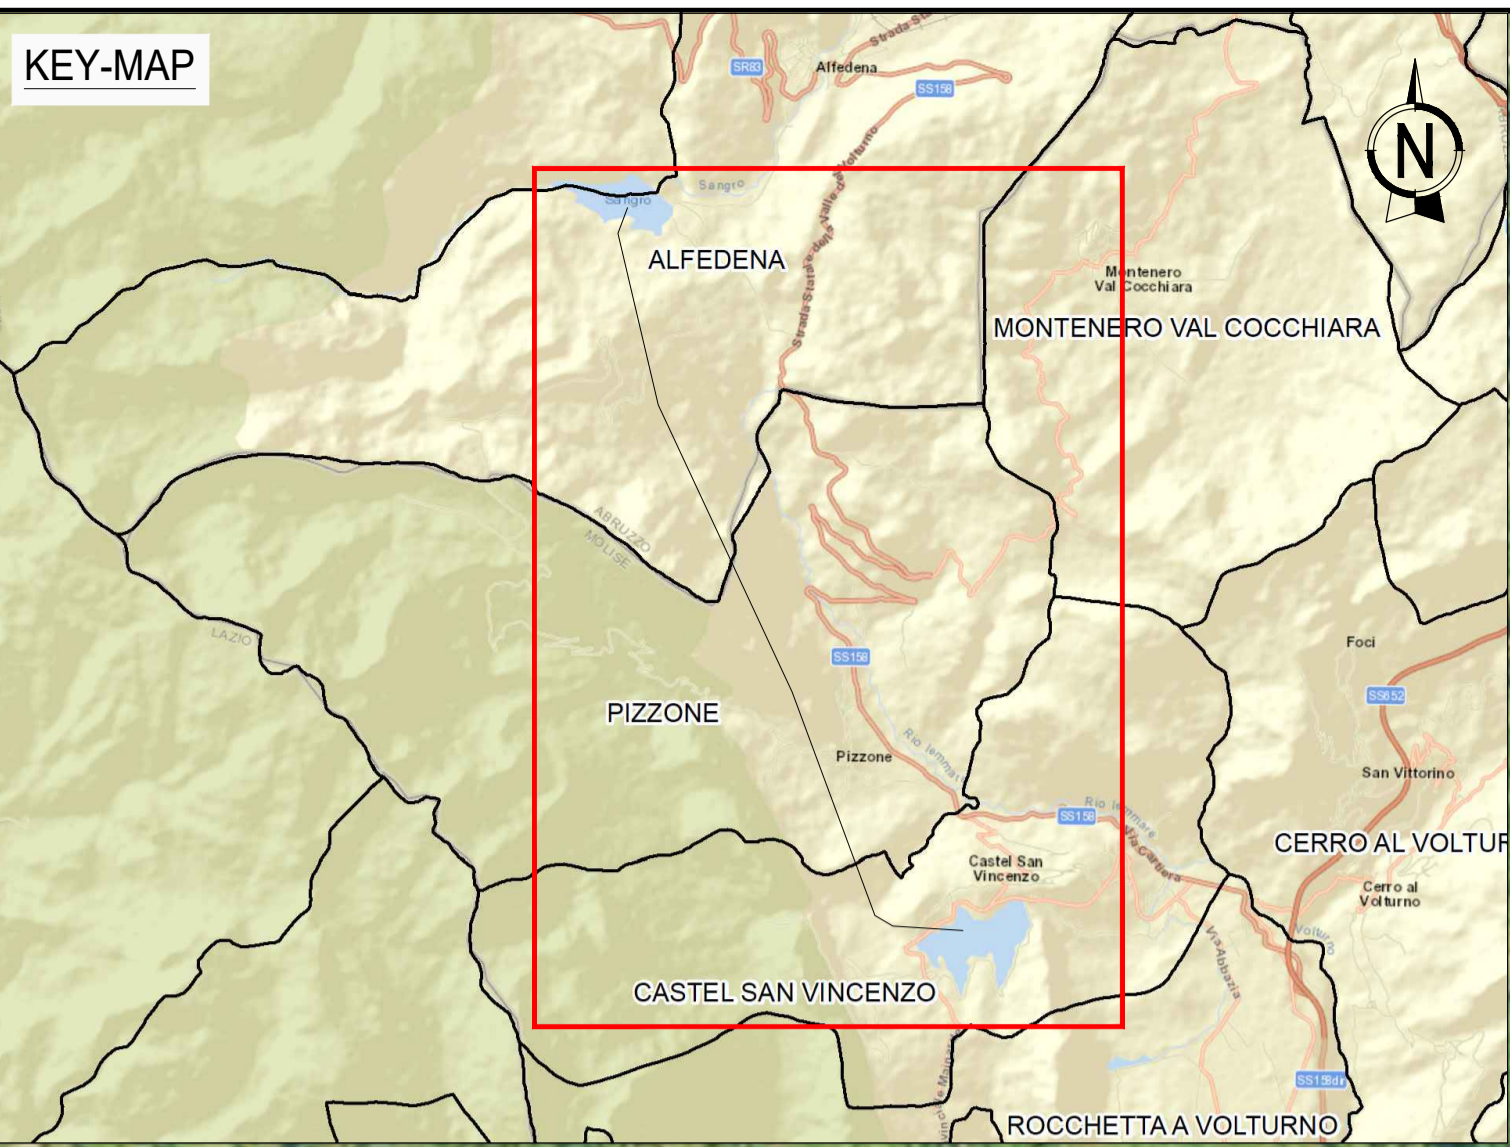 KEY-MAP
SR83
Alfedena
SS158
N
Sangro
Sangro
ALFEDENA
Strada Statale della Valle del Volturno
Montenero
Val Cocchiara
MONTENERO VAL COCCHIARA
ABRUZZO
MOLISE
LAZIO
Foci
SS158
SS652
PIZZONE
Pizzone
Rio Iemmare
San Vittorino
Rio Iemmare
SS158
Via Cartiera
CERRO AL VOLTUR
Castel San
Vincenzo
Cerro al
Volturno
Volturno
Via Abbazia
CASTEL SAN VINCENZO
SS158dir
ROCCHETTA A VOLTURNO